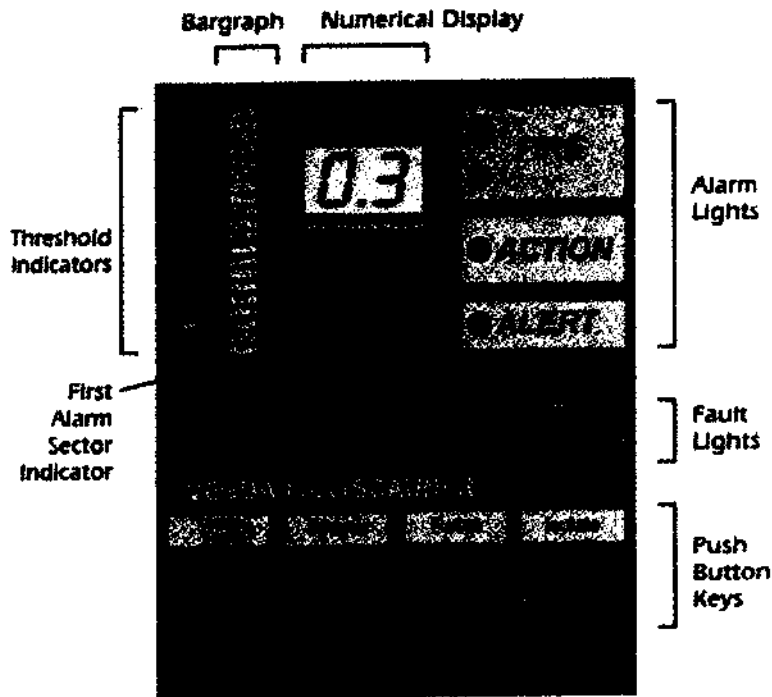 Bargraph
Numerical Display
0.3
FIRE
ACTION
ALERT
Alarm
Lights
Threshold
Indicators
First
Alarm
Sector
Indicator
Fault
Lights
Push
Button
Keys